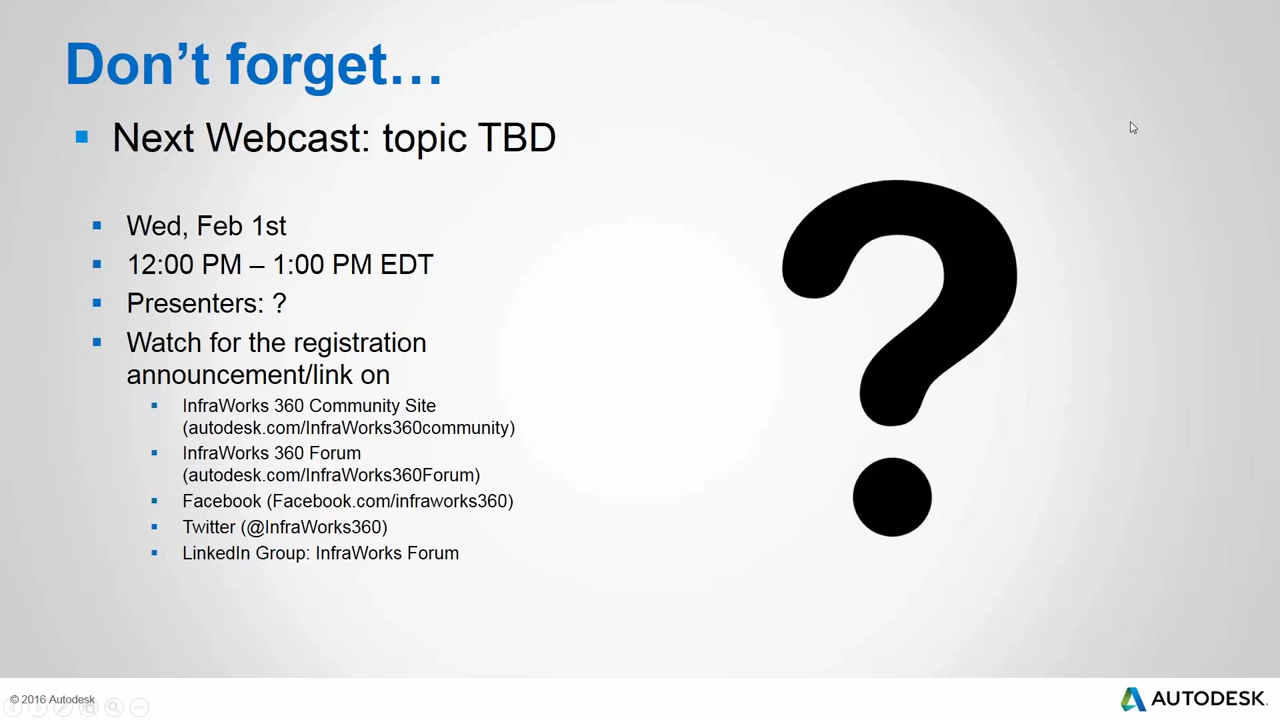 Don’t forget…
▪ Next Webcast: topic TBD
▪ Wed, Feb 1st
▪ 12:00 PM – 1:00 PM EDT
▪ Presenters: ?
▪ Watch for the registration
announcement/link on
▪ InfraWorks 360 Community Site
(autodesk.com/InfraWorks360community)
▪ InfraWorks 360 Forum
(autodesk.com/InfraWorks360Forum)
▪ Facebook (Facebook.com/infraworks360)
▪ Twitter (@InfraWorks360)
▪ LinkedIn Group: InfraWorks Forum
?
© 2016 Autodesk
AUTODESK.